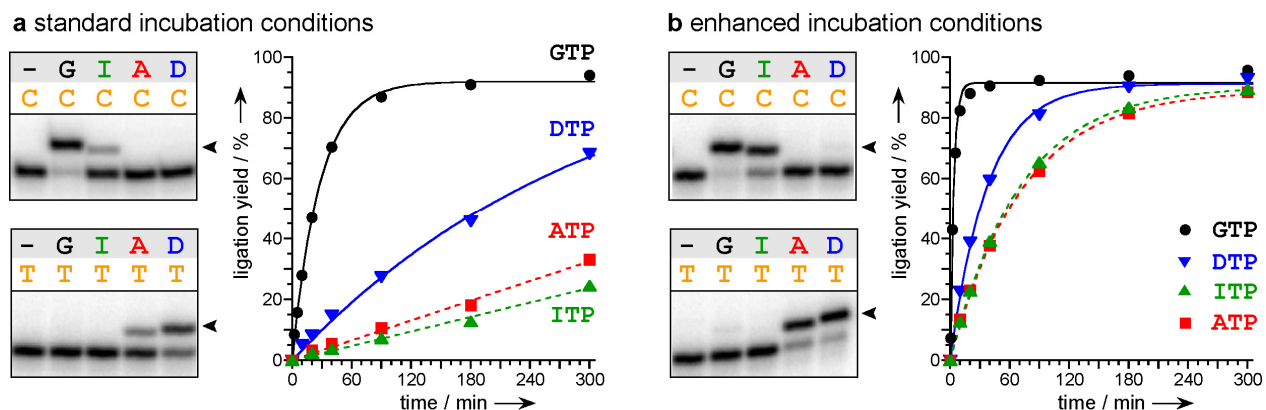 a standard incubation conditions
– G I A D
C C C C C
– G I A D
T T T T T
ligation yield / %
100
80
60
40
20
0
GTP
DTP
ATP
ITP
0 60 120 180 240 300
time / min
b enhanced incubation conditions
– G I A D
C C C C C
– G I A D
T T T T T
ligation yield / %
100
80
60
40
20
0
GTP
DTP
ITP
ATP
0 60 120 180 240 300
time / min